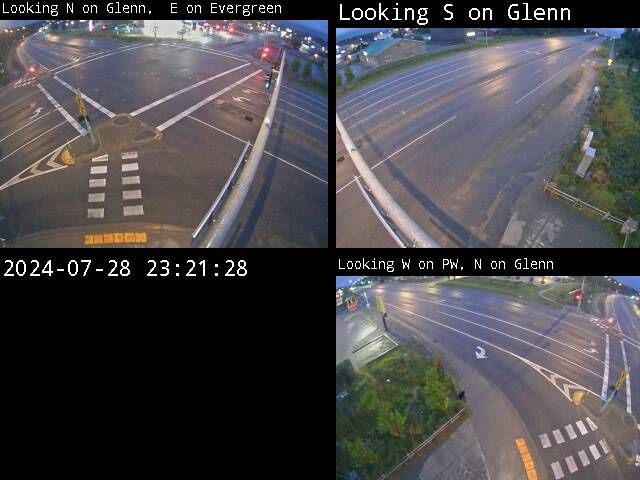 Looking N on Glenn,  E on Evergreen
Looking S on Glenn
2024-07-28 23:21:28
Looking W on PW, N on Glenn